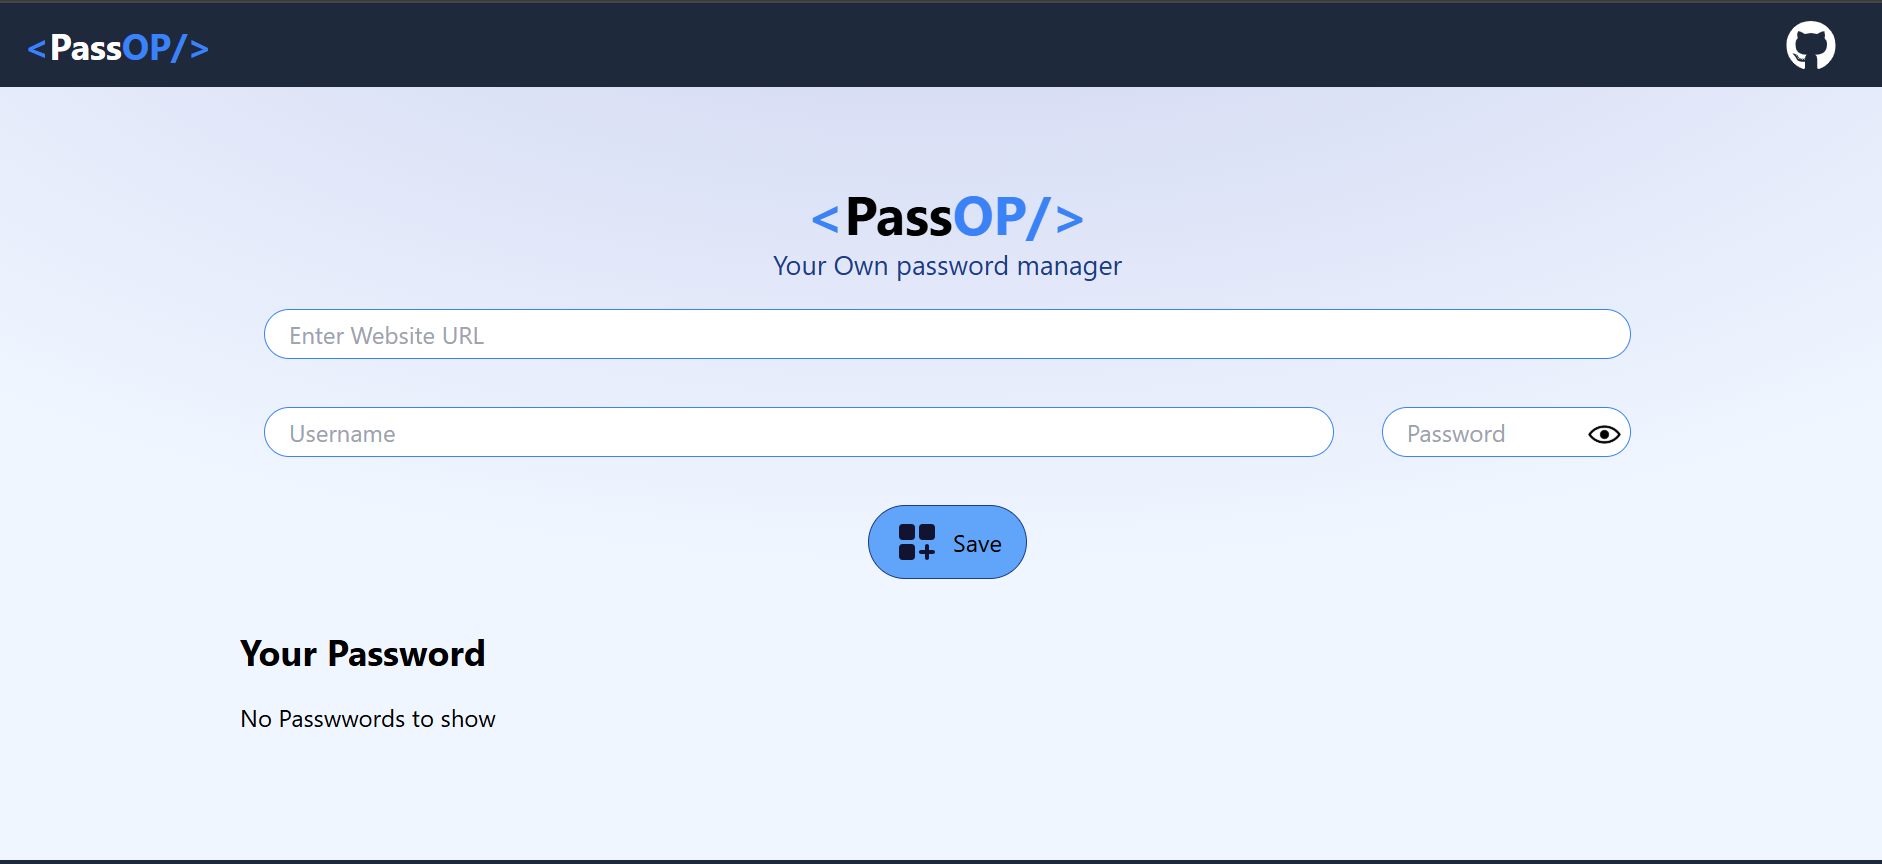 <PassOP/>
<PassOP/>
Your Own password manager
Enter Website URL
Username
Password
Save
Your Password
No Passwwords to show